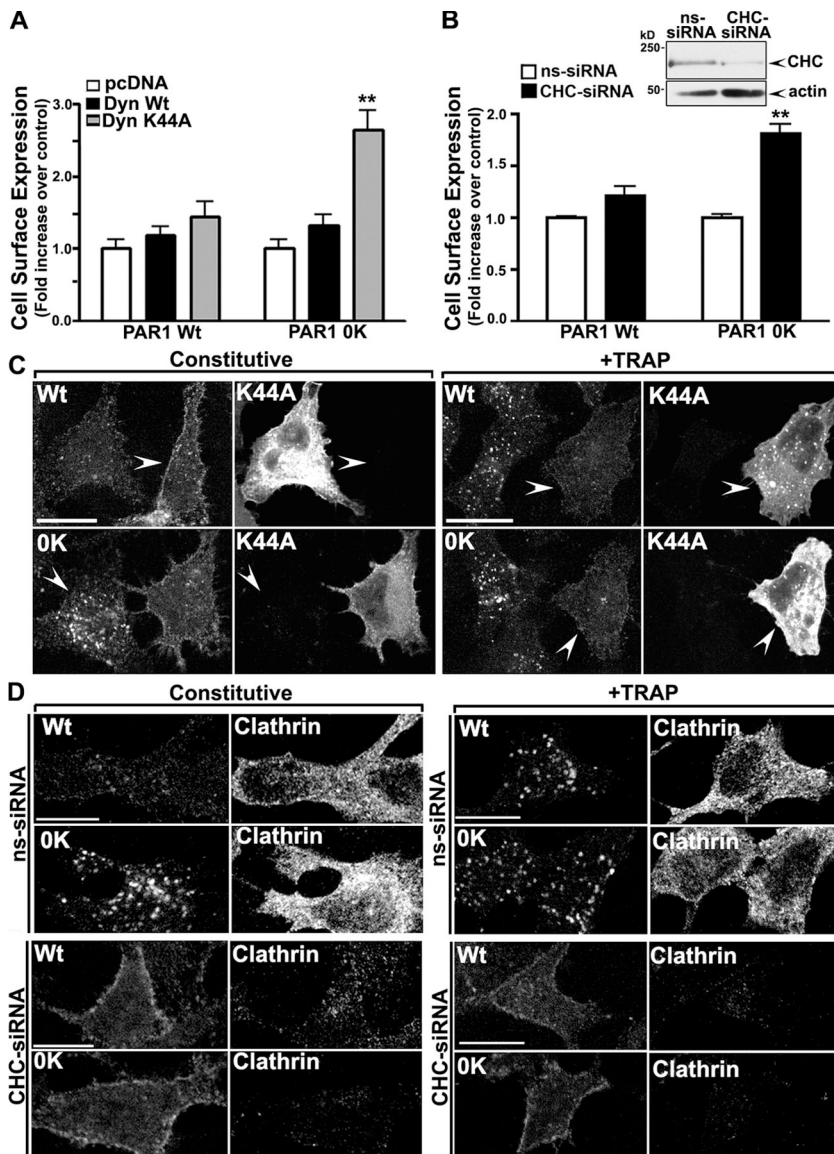 A
Cell Surface Expression
(Fold increase over control)
3.0
2.0
1.0
0.0
pcDNA
Dyn Wt
Dyn K44A
**
PAR1 Wt
PAR1 0K
B
Cell Surface Expression
(Fold increase over control)
2.0
1.5
1.0
0.5
0.0
ns-siRNA
CHC-siRNA
kD
250-
50-
ns-
siRNA
CHC-
siRNA
CHC
actin
**
PAR1 Wt
PAR1 0K
C
Constitutive
+TRAP
Wt
K44A
Wt
K44A
0K
K44A
0K
K44A
D
Constitutive
+TRAP
ns-siRNA
Wt
Clathrin
0K
Clathrin
ns-siRNA
Wt
Clathrin
0K
Clathrin
CHC-siRNA
Wt
Clathrin
0K
Clathrin
CHC-siRNA
Wt
Clathrin
0K
Clathrin